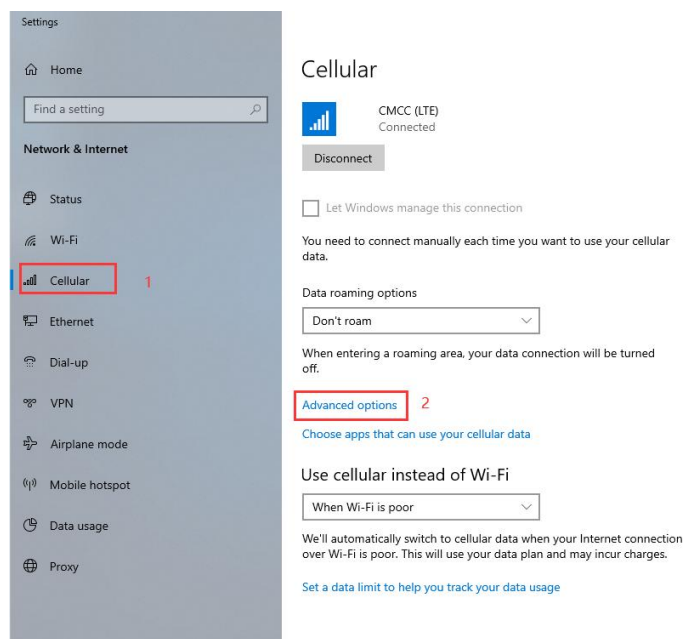 Settings
Home
Find a setting
Network & Internet
Status
Wi-Fi
Cellular
1
Ethernet
Dial-up
VPN
Airplane mode
Mobile hotspot
Data usage
Proxy
Cellular
CMCC (LTE)
Connected
Disconnect
Let Windows manage this connection
You need to connect manually each time you want to use your cellular
data.
Data roaming options
Don't roam
When entering a roaming area, your data connection will be turned
off.
Advanced options
2
Choose apps that can use your cellular data
Use cellular instead of Wi-Fi
When Wi-Fi is poor
We'll automatically switch to cellular data when your Internet connection
over Wi-Fi is poor. This will use your data plan and may incur charges.
Set a data limit to help you track your data usage